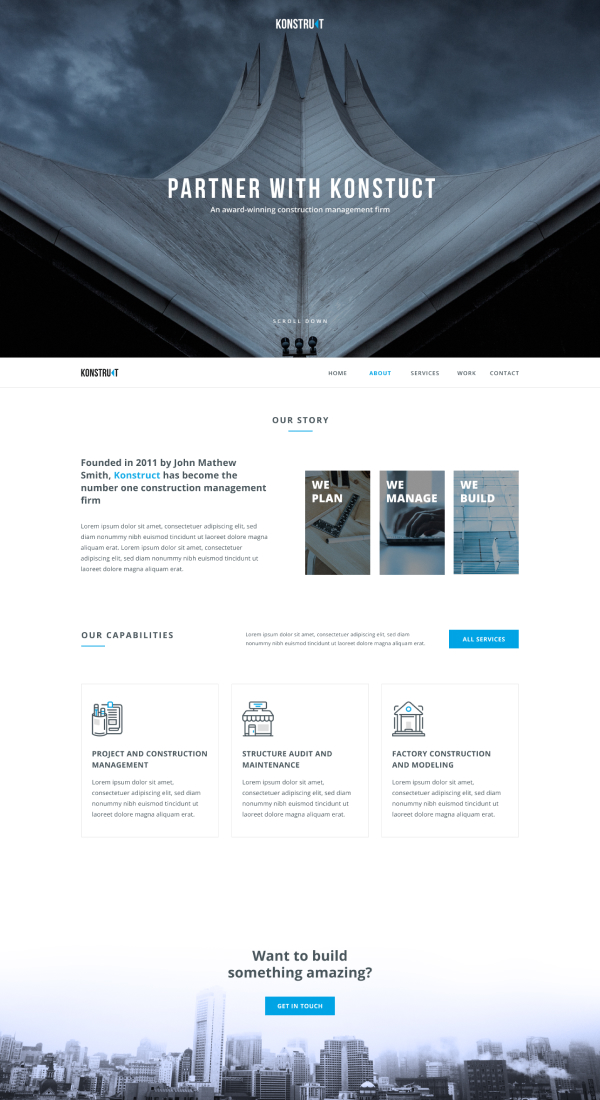 KONSTRUKT
PARTNER WITH KONSTUCT
An award-winning construction management firm
SCROLL DOWN
KONSTRUKT
HOME ABOUT SERVICES WORK CONTACT
OUR STORY
Founded in 2011 by John Mathew
Smith, Konstruct has become the
number one construction management
firm
Lorem ipsum dolor sit amet, consectetuer adipiscing elit, sed
diam nonummy nibh euismod tincidunt ut laoreet dolore magna
aliquam erat. Lorem ipsum dolor sit amet, consectetuer
adipiscing elit, sed diam nonummy nibh euismod tincidunt ut
laoreet dolore magna aliquam erat.
WE
PLAN
WE
MANAGE
WE
BUILD
OUR CAPABILITIES
Lorem ipsum dolor sit amet, consectetuer adipiscing elit, sed diam
nonummy nibh euismod tincidunt ut laoreet dolore magna aliquam erat.
ALL SERVICES
PROJECT AND CONSTRUCTION
MANAGEMENT
Lorem ipsum dolor sit amet,
consectetuer adipiscing elit, sed diam
nonummy nibh euismod tincidunt ut
laoreet dolore magna aliquam erat.
STRUCTURE AUDIT AND
MAINTENANCE
Lorem ipsum dolor sit amet,
consectetuer adipiscing elit, sed diam
nonummy nibh euismod tincidunt ut
laoreet dolore magna aliquam erat.
FACTORY CONSTRUCTION
AND MODELING
Lorem ipsum dolor sit amet,
consectetuer adipiscing elit, sed diam
nonummy nibh euismod tincidunt ut
laoreet dolore magna aliquam erat.
Want to build
something amazing?
GET IN TOUCH